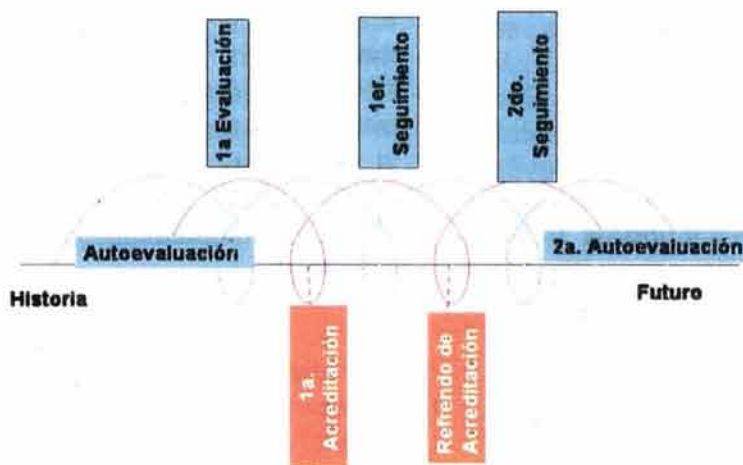 1a Evaluación
1er.
Seguimiento
2do.
Seguimiento
Autoevaluación
2a. Autoevaluación
Historia
Futuro
1a.
Acreditación
Refrendo de
Acreditación